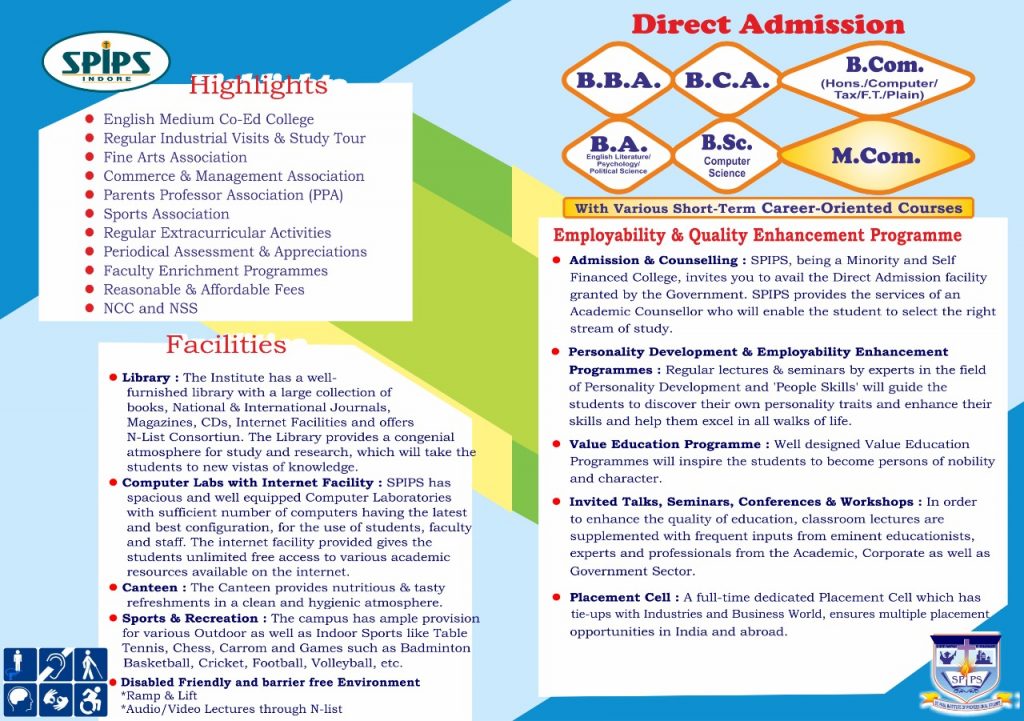 SPIPS
INDORE
Highlights
English Medium Co-Ed College
Regular Industrial Visits & Study Tour
Fine Arts Association
Commerce & Management Association
Parents Professor Association (PPA)
Sports Association
Regular Extracurricular Activities
Periodical Assessment & Appreciations
Faculty Enrichment Programmes
Reasonable & Affordable Fees
NCC and NSS
Facilities
Library : The Institute has a well-
furnished library with a large collection of
books, National & International Journals,
Magazines, CDs, Internet Facilities and offers
N-List Consortiun. The Library provides a congenial
atmosphere for study and research, which will take the
students to new vistas of knowledge.
Computer Labs with Internet Facility : SPIPS has
spacious and well equipped Computer Laboratories
with sufficient number of computers having the latest
and best configuration, for the use of students, faculty
and staff. The internet facility provided gives the
students unlimited free access to various academic
resources available on the internet.
Canteen : The Canteen provides nutritious & tasty
refreshments in a clean and hygienic atmosphere.
Sports & Recreation : The campus has ample provision
for various Outdoor as well as Indoor Sports like Table
Tennis, Chess, Carrom and Games such as Badminton
Basketball, Cricket, Football, Volleyball, etc.
Disabled Friendly and barrier free Environment
*Ramp & Lift
*Audio/Video Lectures through N-list
Direct Admission
B.B.A.
B.C.A.
B.Com.
(Hons./Computer/
Tax/F.T./Plain)
B.A.
English Literature/
Psychology/
Political Science
B.Sc.
Computer
Science
M.Com.
With Various Short-Term Career-Oriented Courses
Employability & Quality Enhancement Programme
Admission & Counselling : SPIPS, being a Minority and Self
Financed College, invites you to avail the Direct Admission facility
granted by the Government. SPIPS provides the services of an
Academic Counsellor who will enable the student to select the right
stream of study.
Personality Development & Employability Enhancement
Programmes : Regular lectures & seminars by experts in the field
of Personality Development and 'People Skills' will guide the
students to discover their own personality traits and enhance their
skills and help them excel in all walks of life.
Value Education Programme : Well designed Value Education
Programmes will inspire the students to become persons of nobility
and character.
Invited Talks, Seminars, Conferences & Workshops : In order
to enhance the quality of education, classroom lectures are
supplemented with frequent inputs from eminent educationists,
experts and professionals from the Academic, Corporate as well as
Government Sector.
Placement Cell : A full-time dedicated Placement Cell which has
tie-ups with Industries and Business World, ensures multiple placement
opportunities in India and abroad.
SPIPS